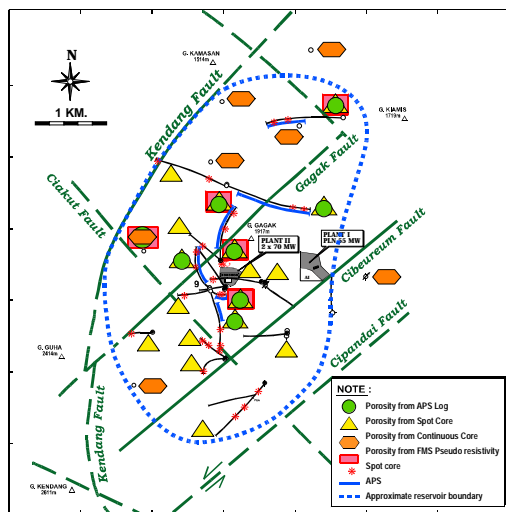 G. KAMASAN
1514m
N
1 KM.
G. KIAMIS
1719m
Kendang Fault
Gagak Fault
Ciakut Fault
G. GAGAK
1917m
PLANT I
PLN 55 MW
PLANT II
2 x 70 MW
Cibeureum Fault
9
Cipandai Fault
G. GUHA
2414m
Kendang Fault
G. KENDANG
2611m
NOTE :
Porosity from APS Log
Porosity from Spot Core
Porosity from Continuous Core
Porosity from FMS Pseudo resistivity
Spot core
APS
Approximate reservoir boundary